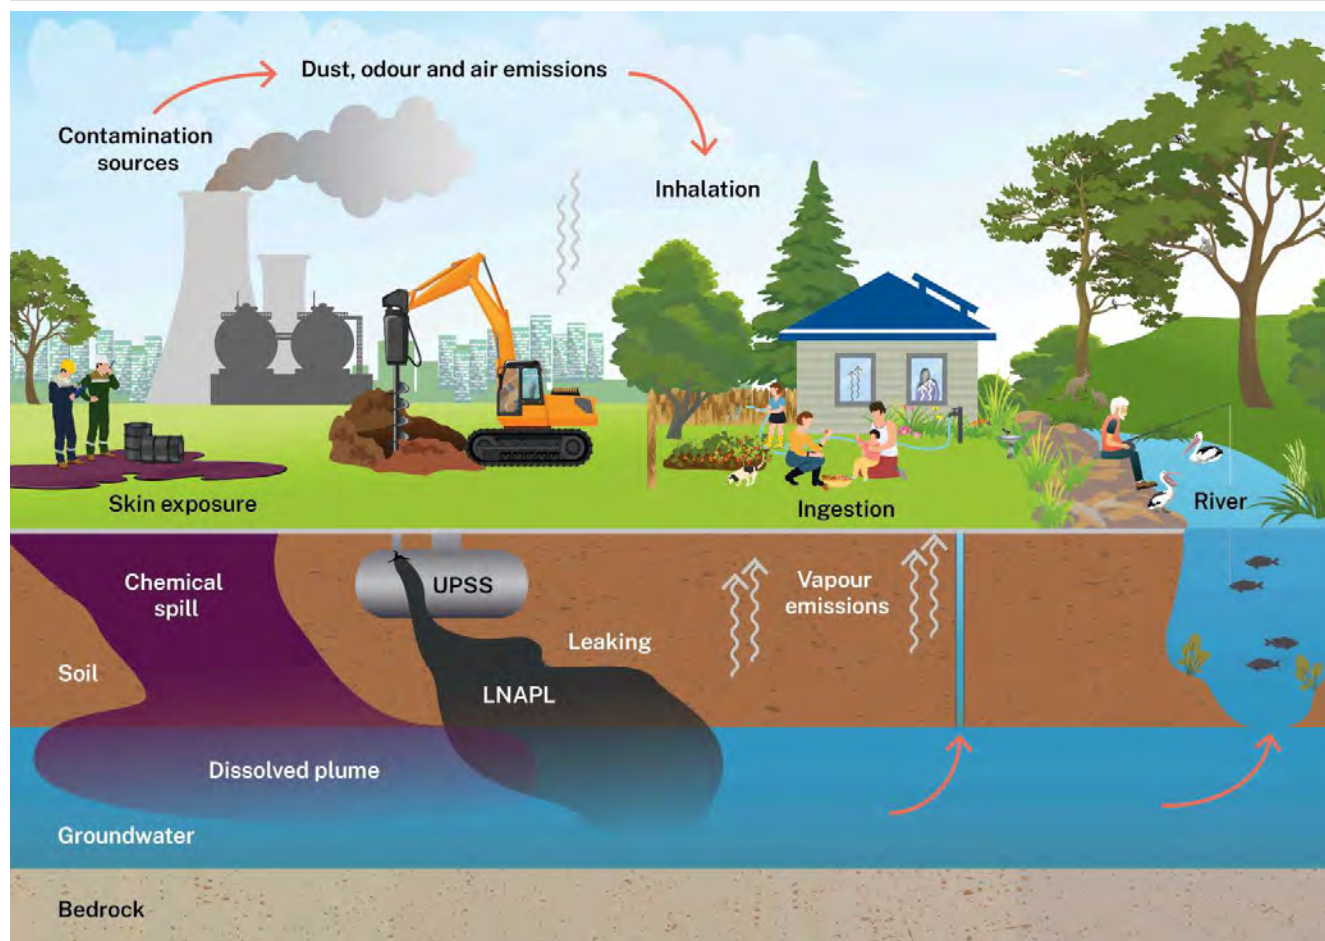 Dust, odour and air emissions
Contamination
sources
Inhalation
Skin exposure
Ingestion
River
Chemical
spill
UPSS
Vapour
emissions
Leaking
Soil
LNAPL
Dissolved plume
Groundwater
Bedrock